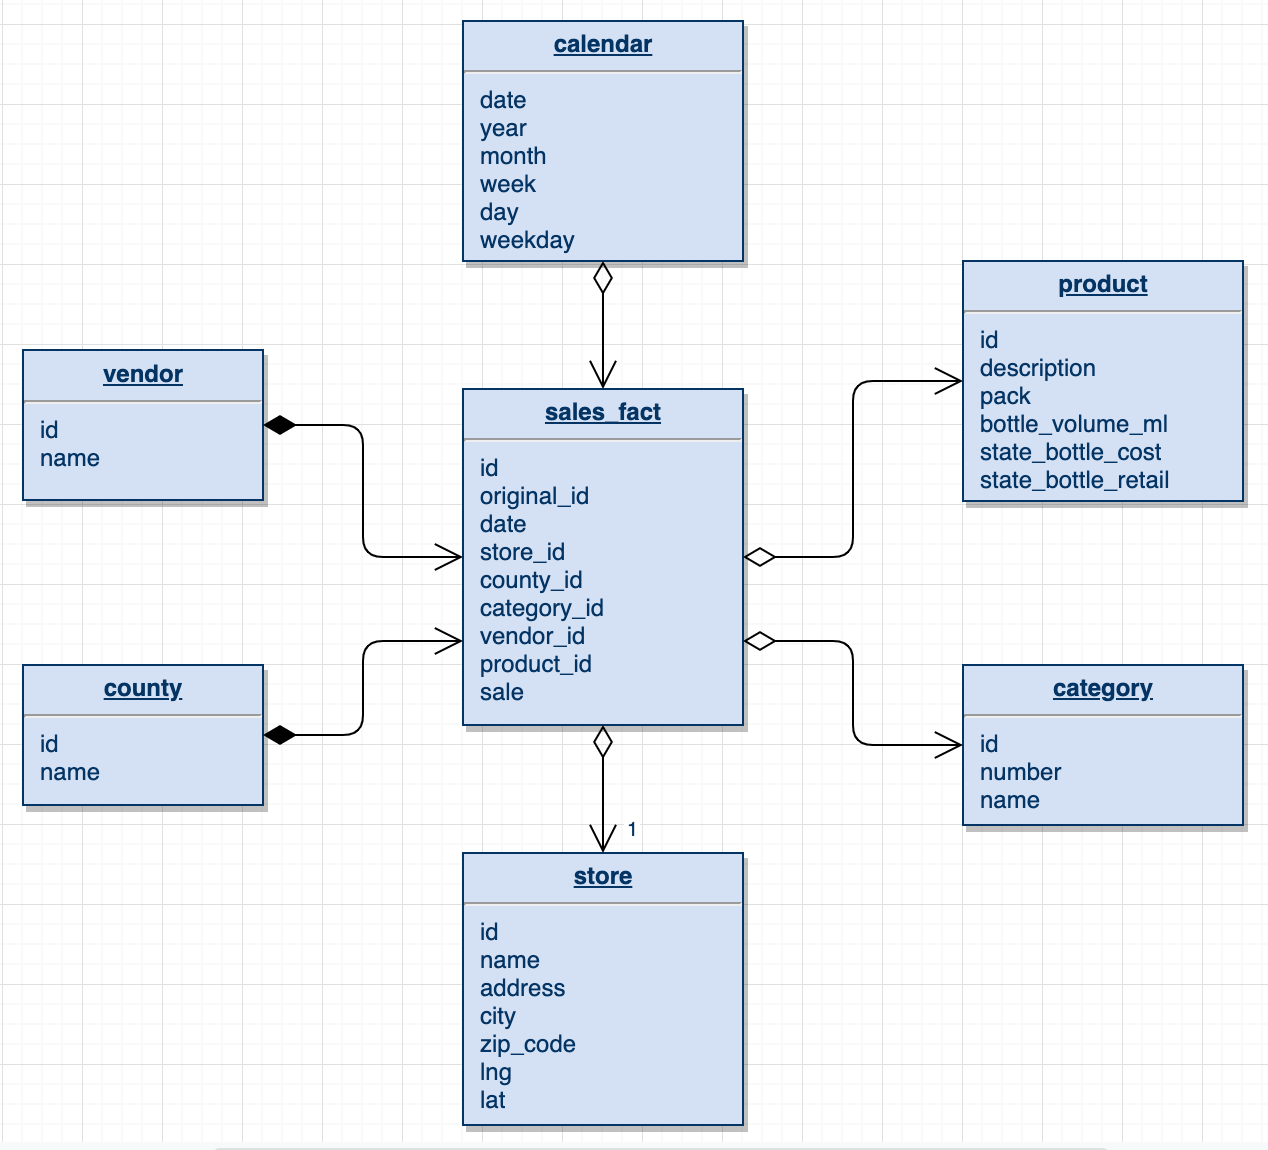 calendar
date
year
month
week
day
weekday
product
id
description
pack
bottle_volume_ml
state_bottle_cost
state_bottle_retail
vendor
id
name
sales_fact
id
original_id
date
store_id
county_id
category_id
vendor_id
product_id
sale
county
id
name
category
id
number
name
1
store
id
name
address
city
zip_code
lng
lat